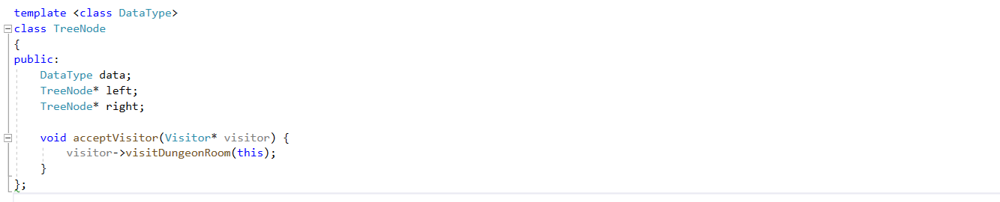 template <class DataType>
class TreeNode
{
public:
    DataType data;
    TreeNode* left;
    TreeNode* right;

    void acceptVisitor(Visitor* visitor) {
        visitor->visitDungeonRoom(this);
    }
};